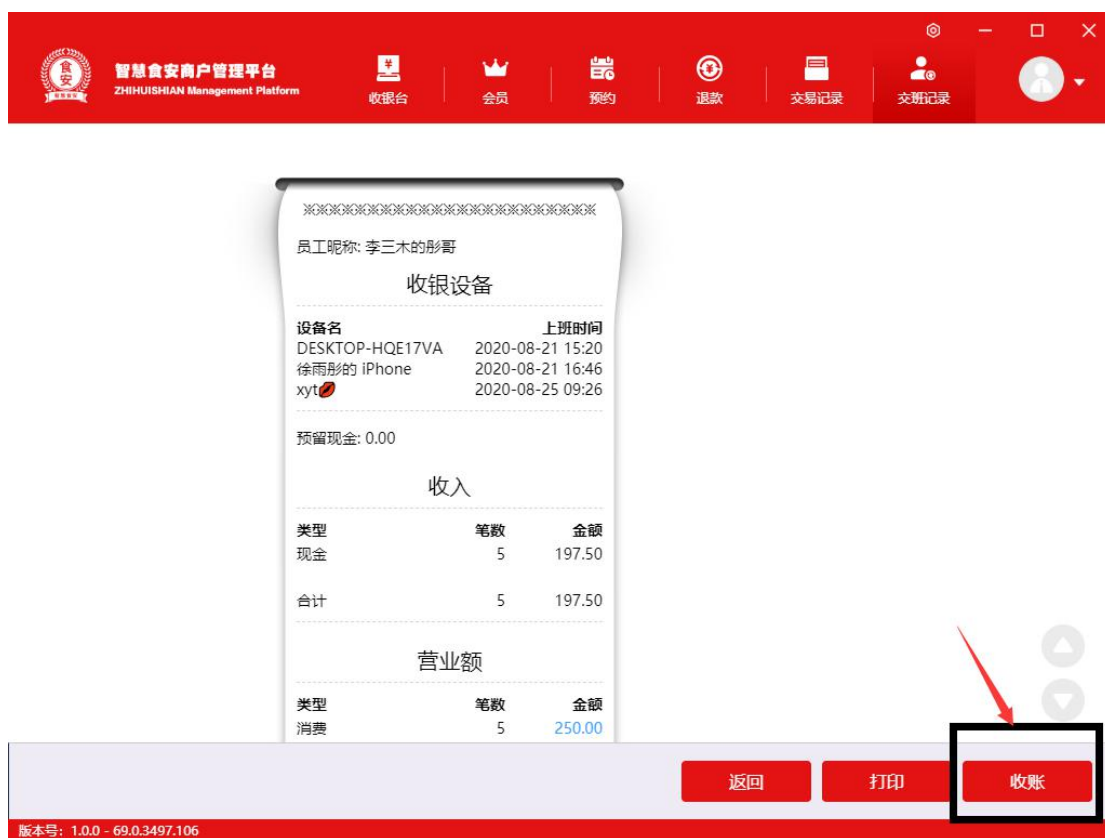 智慧食安商户管理平台
ZHIHUISHIAN Management Platform
食安
收银台
会员
预约
退款
交易记录
交班记录
※※※※※※※※※※※※※※※※※※※※※※※
员工昵称: 李三木的彤哥
收银设备
设备名 上班时间
DESKTOP-HQE17VA 2020-08-21 15:20
徐雨彤的 iPhone 2020-08-21 16:46
xyt💋 2020-08-25 09:26
预留现金: 0.00
收入
类型 笔数 金额
现金 5 197.50
合计 5 197.50
营业额
类型 笔数 金额
消费 5 250.00
返回 打印 收账
版本号: 1.0.0 - 69.0.3497.106